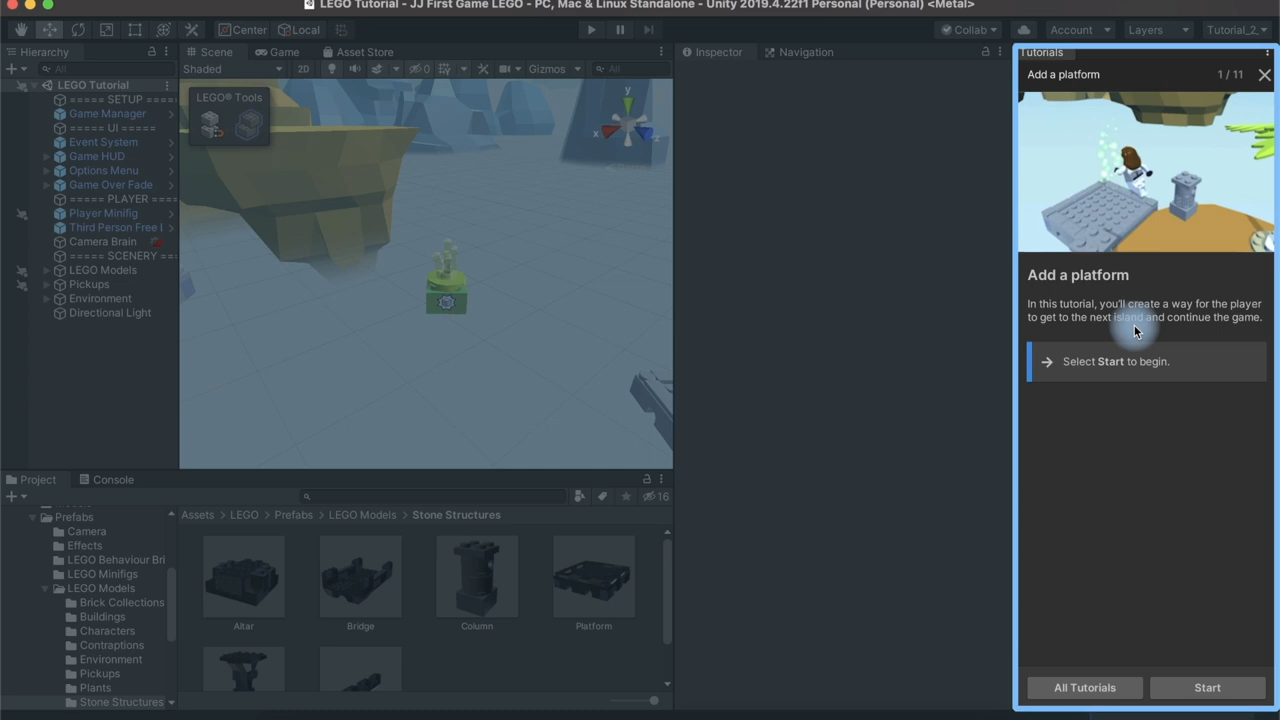 LEGO Tutorial - JJ First Game LEGO - PC, Mac & Linux Standalone - Unity 2019.4.22f1 Personal (Personal) <Metal>
Center
Local
Collab
Account
Layers
Tutorial_2_
Hierarchy
All
LEGO Tutorial
===== SETUP ====
Game Manager
===== UI =====
Event System
Game HUD
Options Menu
Game Over Fade
===== PLAYER ====
Player Minifig
Third Person Free
Camera Brain
===== SCENERY ==
LEGO Models
Pickups
Environment
Directional Light
Scene
Game
Asset Store
Shaded
2D
0
Gizmos
All
LEGO® Tools
y
x
z
Inspector
Navigation
Tutorials
Add a platform
1 / 11
Add a platform
In this tutorial, you'll create a way for the player
to get to the next island and continue the game.
Select Start to begin.
All Tutorials
Start
Project
Console
16
Prefabs
Camera
Effects
LEGO Behaviour Bri
LEGO Minifigs
LEGO Models
Brick Collections
Buildings
Characters
Contraptions
Environment
Pickups
Plants
Stone Structures
Assets
LEGO
Prefabs
LEGO Models
Stone Structures
Altar
Bridge
Column
Platform